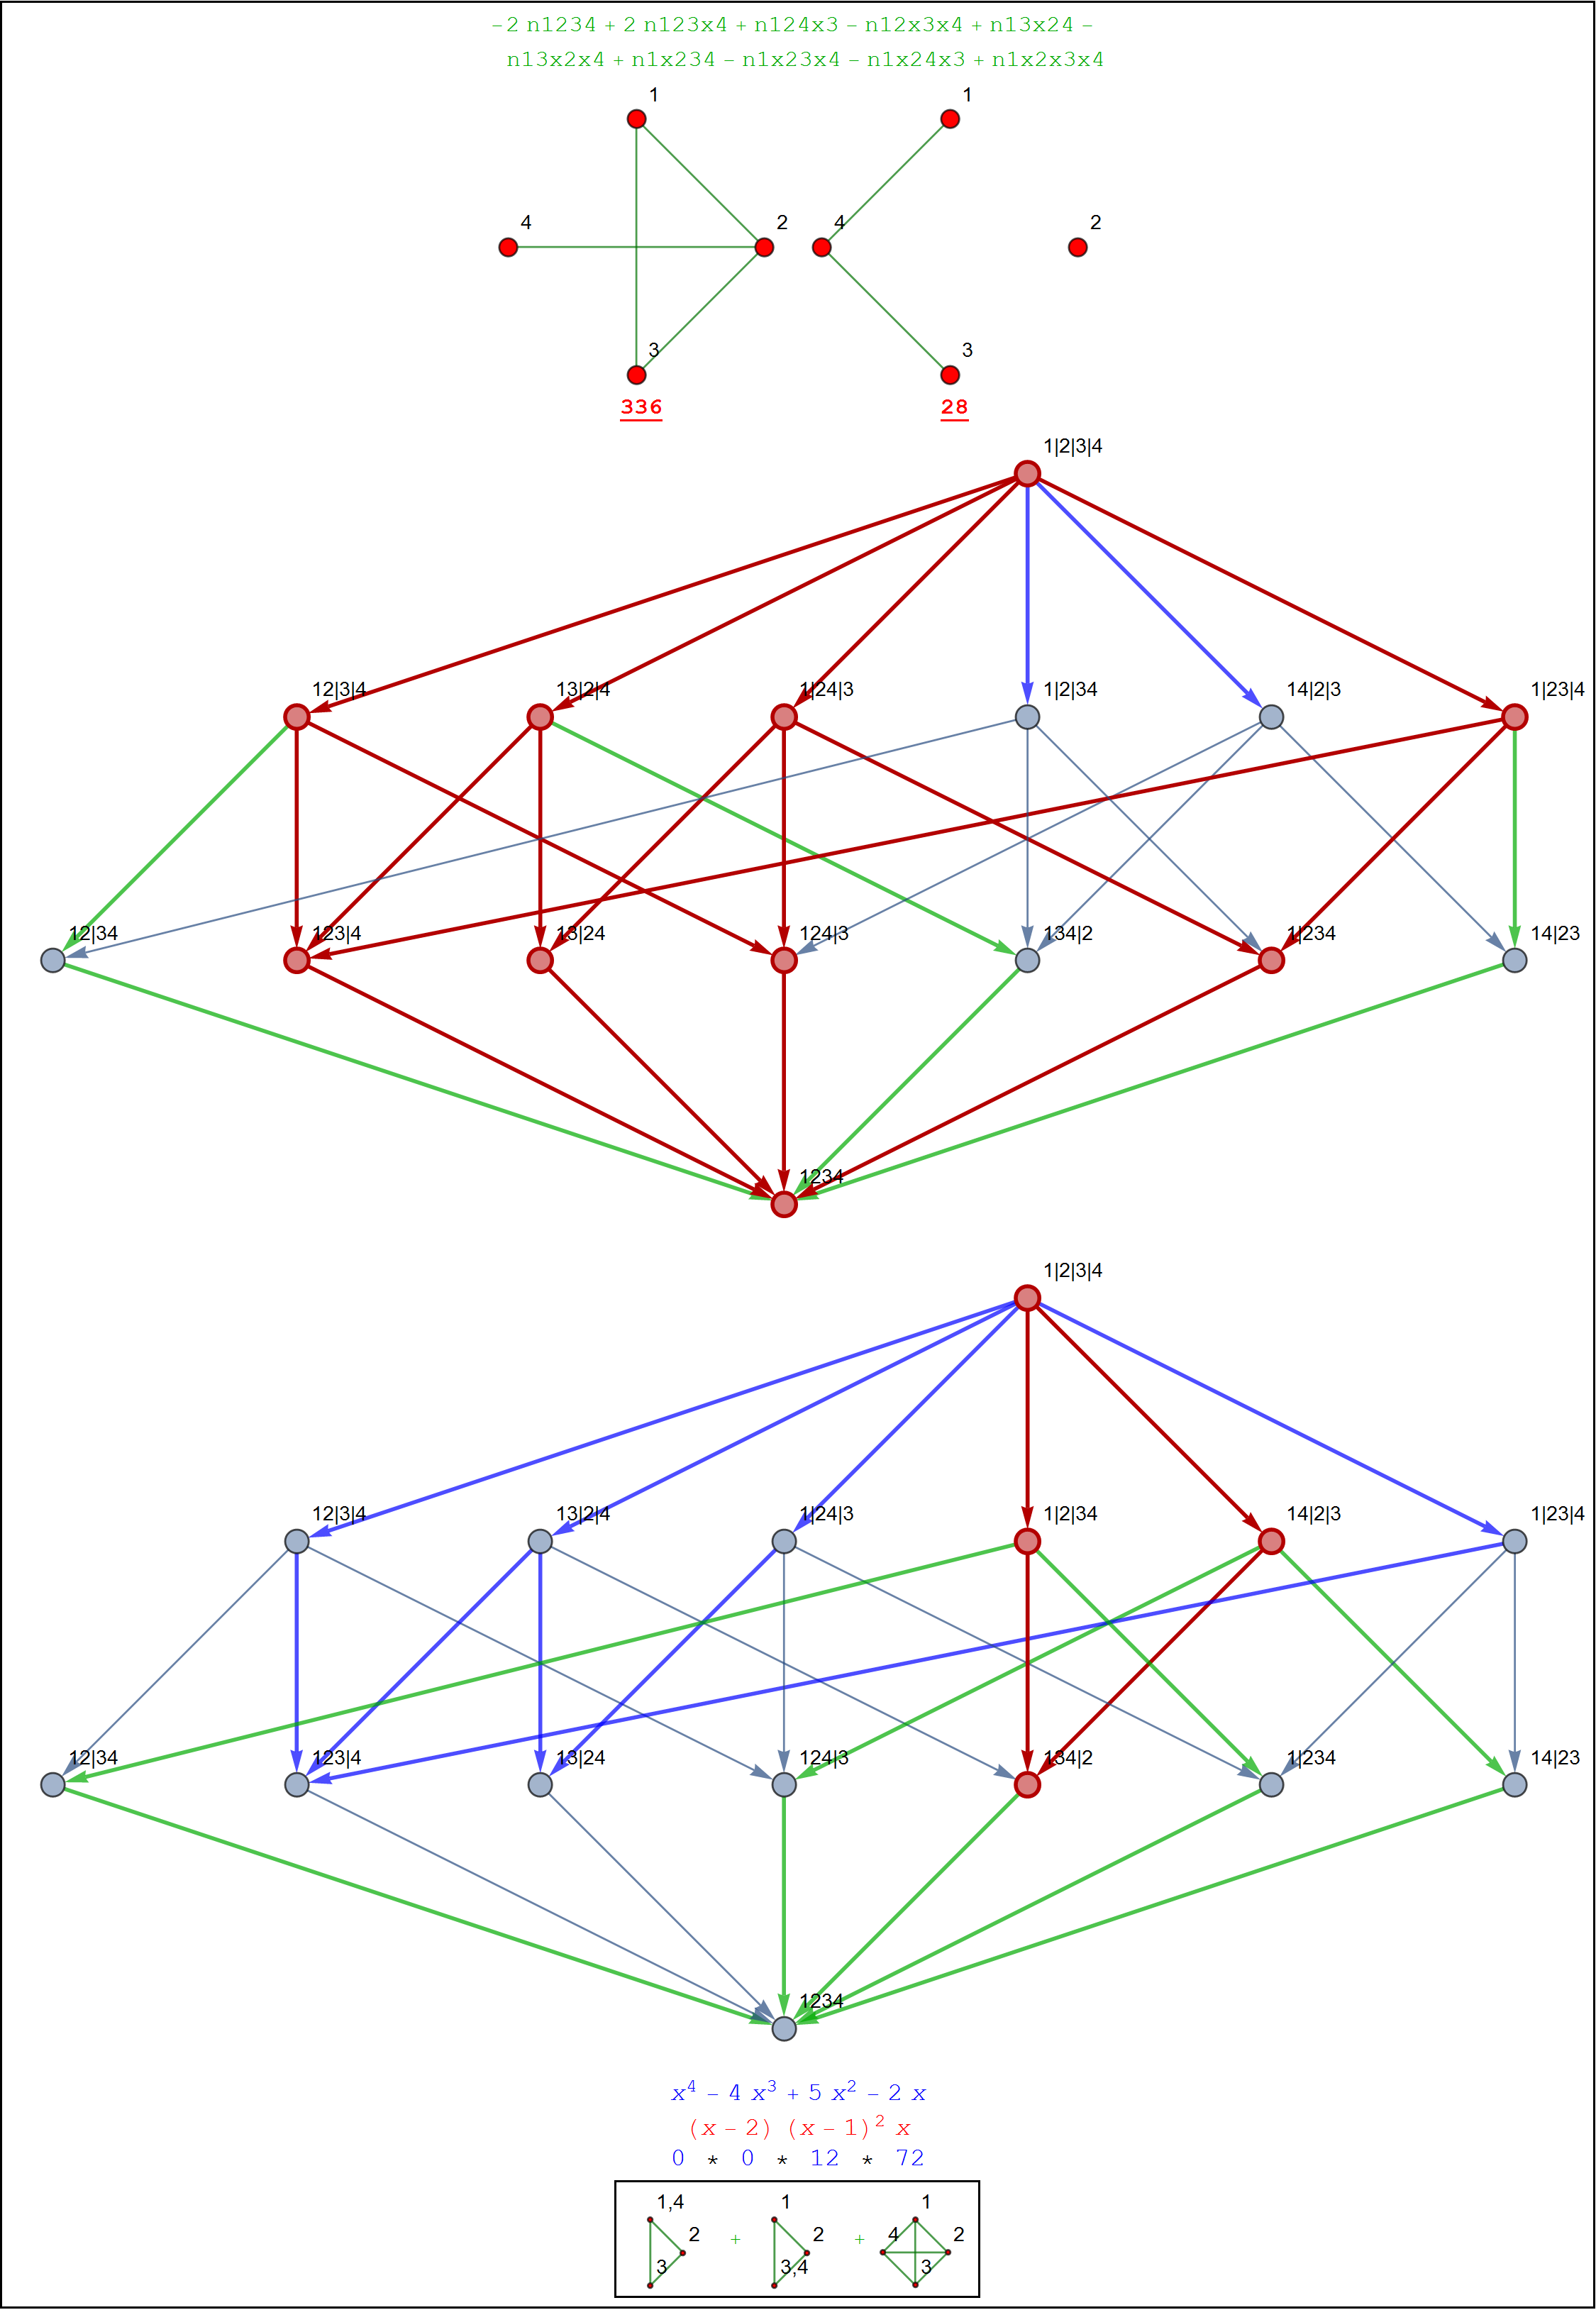 -2 n1234 + 2 n123x4 + n124x3 - n12x3x4 + n13x24 -
n13x2x4 + n1x234 - n1x23x4 - n1x24x3 + n1x2x3x4
1 1
4 2 4 2
3 3
336 28
1|2|3|4
12|3|4 13|2|4 1|24|3 1|2|34 14|2|3 1|23|4
12|34 123|4 13|24 124|3 134|2 1|234 14|23
1234
1|2|3|4
12|3|4 13|2|4 1|24|3 1|2|34 14|2|3 1|23|4
12|34 123|4 13|24 124|3 134|2 1|234 14|23
1234
x⁴ - 4 x³ + 5 x² - 2 x
(x - 2) (x - 1)² x
0 * 0 * 12 * 72
1,4 1 1
2 + 2 + 4 2
3 3,4 3